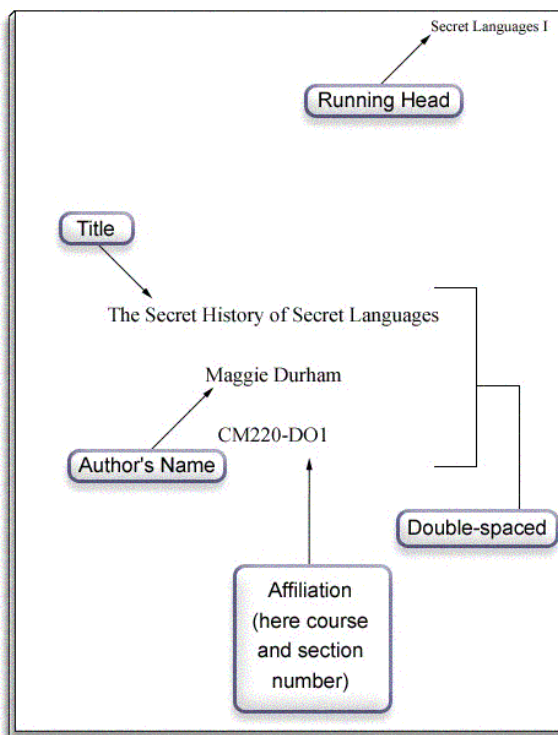 Secret Languages I
Running Head
Title
The Secret History of Secret Languages
Maggie Durham
CM220-DO1
Author's Name
Double-spaced
Affiliation
(here course
and section
number)